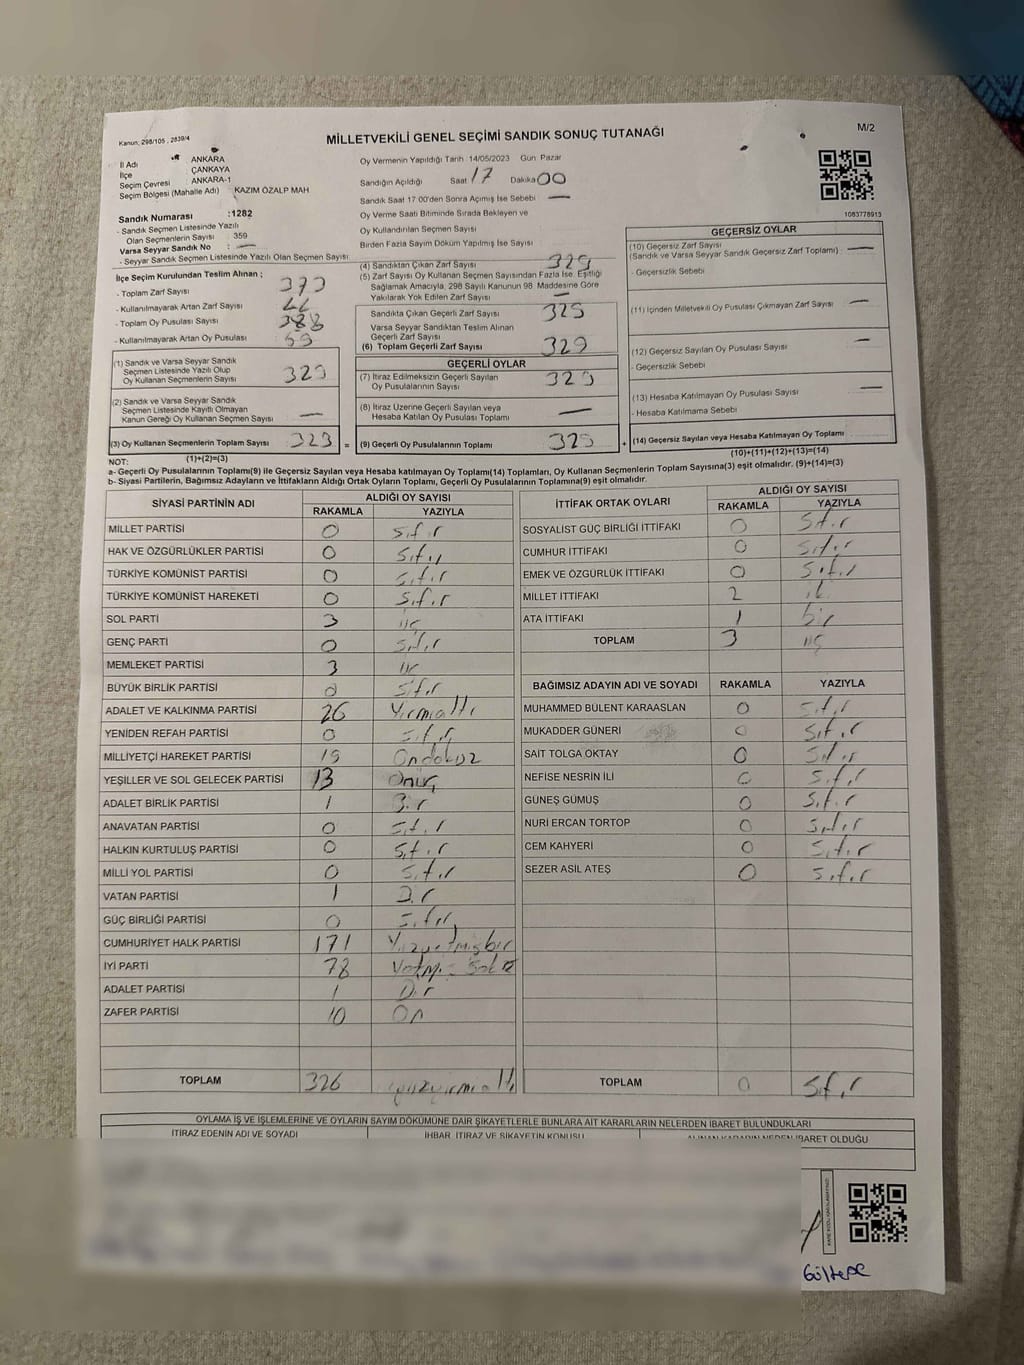 Kanun; 298/105 , 2839/4
MİLLETVEKİLİ GENEL SEÇİMİ SANDIK SONUÇ TUTANAĞI
M/2
İl Adı ANKARA
İlçe ÇANKAYA
Seçim Çevresi ANKARA-1
Seçim Bölgesi (Mahalle Adı) KAZIM ÖZALP MAH
Sandık Numarası :1282
- Sandık Seçmen Listesinde Yazılı
Olan Seçmenlerin Sayısı : 359
Varsa Seyyar Sandık No : —
- Seyyar Sandık Seçmen Listesinde Yazılı Olan Seçmen Sayısı
Oy Vermenin Yapıldığı Tarih 14/05/2023 Gün Pazar
Sandığın Açıldığı Saat 17 Dakika 00
Sandık Saat 17 00'den Sonra Açılmış İse Sebebi —
Oy Verme Saati Bitiminde Sırada Bekleyen ve
Oy Kullandırılan Seçmen Sayısı
Birden Fazla Sayım Döküm Yapılmış İse Sayısı
1083778913
İlçe Seçim Kurulundan Teslim Alınan ;
- Toplam Zarf Sayısı
- Kullanılmayarak Artan Zarf Sayısı
- Toplam Oy Pusulası Sayısı 388
- Kullanılmayarak Artan Oy Pusulası
(1) Sandık ve Varsa Seyyar Sandık
Seçmen Listesinde Yazılı Olup
Oy Kullanan Seçmenlerin Sayısı 329
(2) Sandık ve Varsa Seyyar Sandık
Seçmen Listesinde Kayıtlı Olmayan
Kanun Gereği Oy Kullanan Seçmen Sayısı —
(3) Oy Kullanan Seçmenlerin Toplam Sayısı 329 =
(1)+(2)=(3)
(4) Sandıktan Çıkan Zarf Sayısı 329
(5) Zarf Sayısı Oy Kullanan Seçmen Sayısından Fazla İse, Eşitliği
Sağlamak Amacıyla, 298 Sayılı Kanunun 98 Maddesine Göre
Yakılarak Yok Edilen Zarf Sayısı —
Sandıkta Çıkan Geçerli Zarf Sayısı 329
Varsa Seyyar Sandıktan Teslim Alınan
Geçerli Zarf Sayısı
(6) Toplam Geçerli Zarf Sayısı 329
GEÇERLİ OYLAR
(7) İtiraz Edilmeksizin Geçerli Sayılan
Oy Pusulalarının Sayısı 329
(8) İtiraz Üzerine Geçerli Sayılan veya
Hesaba Katılan Oy Pusulası Toplamı —
(9) Geçerli Oy Pusulalarının Toplamı 329 +
GEÇERSİZ OYLAR
(10) Geçersiz Zarf Sayısı
(Sandık ve Varsa Seyyar Sandık Geçersiz Zarf Toplamı) : —
- Geçersizlik Sebebi
(11) İçinden Milletvekili Oy Pusulası Çıkmayan Zarf Sayısı —
(12) Geçersiz Sayılan Oy Pusulası Sayısı —
- Geçersizlik Sebebi
(13) Hesaba Katılmayan Oy Pusulası Sayısı —
- Hesaba Katılmama Sebebi
(14) Geçersiz Sayılan veya Hesaba Katılmayan Oy Toplamı
(10)+(11)+(12)+(13)=(14)
NOT:
a- Geçerli Oy Pusulalarının Toplamı(9) ile Geçersiz Sayılan veya Hesaba katılmayan Oy Toplamı(14) Toplamları, Oy Kullanan Seçmenlerin Toplam Sayısına(3) eşit olmalıdır. (9)+(14)=(3)
b- Siyasi Partilerin, Bağımsız Adayların ve İttifakların Aldığı Ortak Oyların Toplamı, Geçerli Oy Pusulalarının Toplamına(9) eşit olmalıdır.
SİYASİ PARTİNİN ADI ALDIĞI OY SAYISI
RAKAMLA YAZIYLA
MİLLET PARTİSİ 0 Sıfır
HAK VE ÖZGÜRLÜKLER PARTİSİ 0 Sıfır
TÜRKİYE KOMÜNİST PARTİSİ 0 Sıfır
TÜRKİYE KOMÜNİST HAREKETİ 0 Sıfır
SOL PARTİ 3 üç
GENÇ PARTİ 0 Sıfır
MEMLEKET PARTİSİ 3 üç
BÜYÜK BİRLİK PARTİSİ 0 Sıfır
ADALET VE KALKINMA PARTİSİ 26 Yirmialtı
YENİDEN REFAH PARTİSİ 0 Sıfır
MİLLİYETÇİ HAREKET PARTİSİ 19 Ondokuz
YEŞİLLER VE SOL GELECEK PARTİSİ 13 Onüç
ADALET BİRLİK PARTİSİ 1 Bir
ANAVATAN PARTİSİ 0 Sıfır
HALKIN KURTULUŞ PARTİSİ 0 Sıfır
MİLLİ YOL PARTİSİ 0 Sıfır
VATAN PARTİSİ 1 Bir
GÜÇ BİRLİĞİ PARTİSİ 0 Sıfır
CUMHURİYET HALK PARTİSİ 171 Yüzyetmişbir
İYİ PARTİ 78 Yetmişsekiz
ADALET PARTİSİ 1 Bir
ZAFER PARTİSİ 10 On
TOPLAM 326 üçyüzyirmialtı
İTTİFAK ORTAK OYLARI ALDIĞI OY SAYISI
RAKAMLA YAZIYLA
SOSYALİST GÜÇ BİRLİĞİ İTTİFAKI 0 Sıfır
CUMHUR İTTİFAKI 0 Sıfır
EMEK VE ÖZGÜRLÜK İTTİFAKI 0 Sıfır
MİLLET İTTİFAKI 2 iki
ATA İTTİFAKI 1 bir
TOPLAM 3 üç
BAĞIMSIZ ADAYIN ADI VE SOYADI RAKAMLA YAZIYLA
MUHAMMED BÜLENT KARAASLAN 0 Sıfır
MUKADDER GÜNERİ 0 Sıfır
SAİT TOLGA OKTAY 0 Sıfır
NEFİSE NESRİN İLİ 0 Sıfır
GÜNEŞ GÜMÜŞ 0 Sıfır
NURİ ERCAN TORTOP 0 Sıfır
CEM KAHYERİ 0 Sıfır
SEZER ASİL ATEŞ 0 Sıfır
TOPLAM 0 Sıfır
OYLAMA İŞ VE İŞLEMLERİNE VE OYLARIN SAYIM DÖKÜMÜNE DAİR ŞİKAYETLERLE BUNLARA AİT KARARLARIN NELERDEN İBARET BULUNDUKLARI
İTİRAZ EDENİN ADI VE SOYADI İHBAR, İTİRAZ VE ŞİKAYETİN KONUSU ALINAN KARARIN NEDEN İBARET OLDUĞU
Gültepe